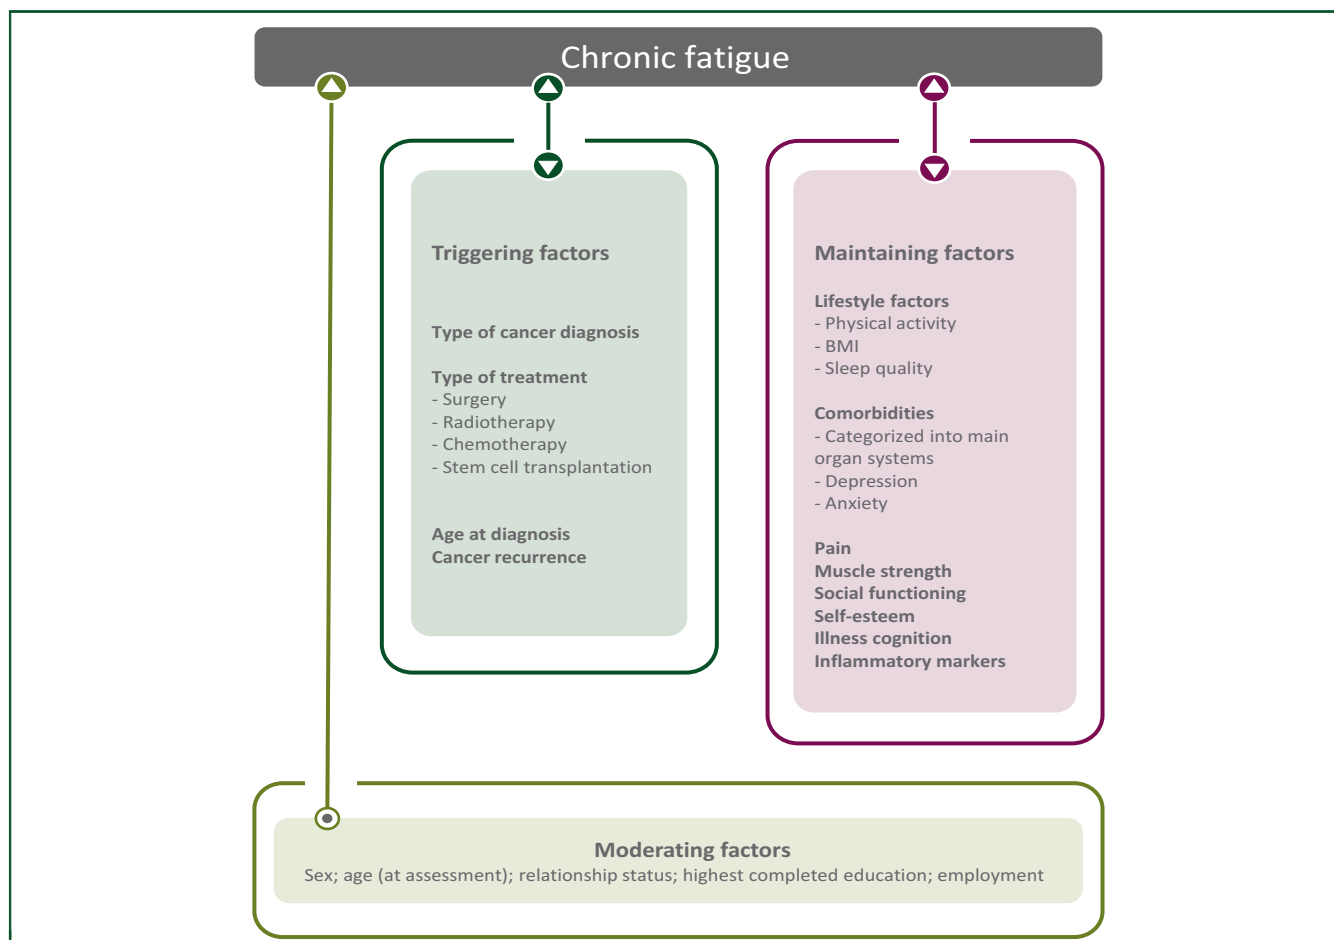 Chronic fatigue
Triggering factors
Type of cancer diagnosis
Type of treatment
- Surgery
- Radiotherapy
- Chemotherapy
- Stem cell transplantation
Age at diagnosis
Cancer recurrence
Maintaining factors
Lifestyle factors
- Physical activity
- BMI
- Sleep quality
Comorbidities
- Categorized into main
organ systems
- Depression
- Anxiety
Pain
Muscle strength
Social functioning
Self-esteem
Illness cognition
Inflammatory markers
Moderating factors
Sex; age (at assessment); relationship status; highest completed education; employment